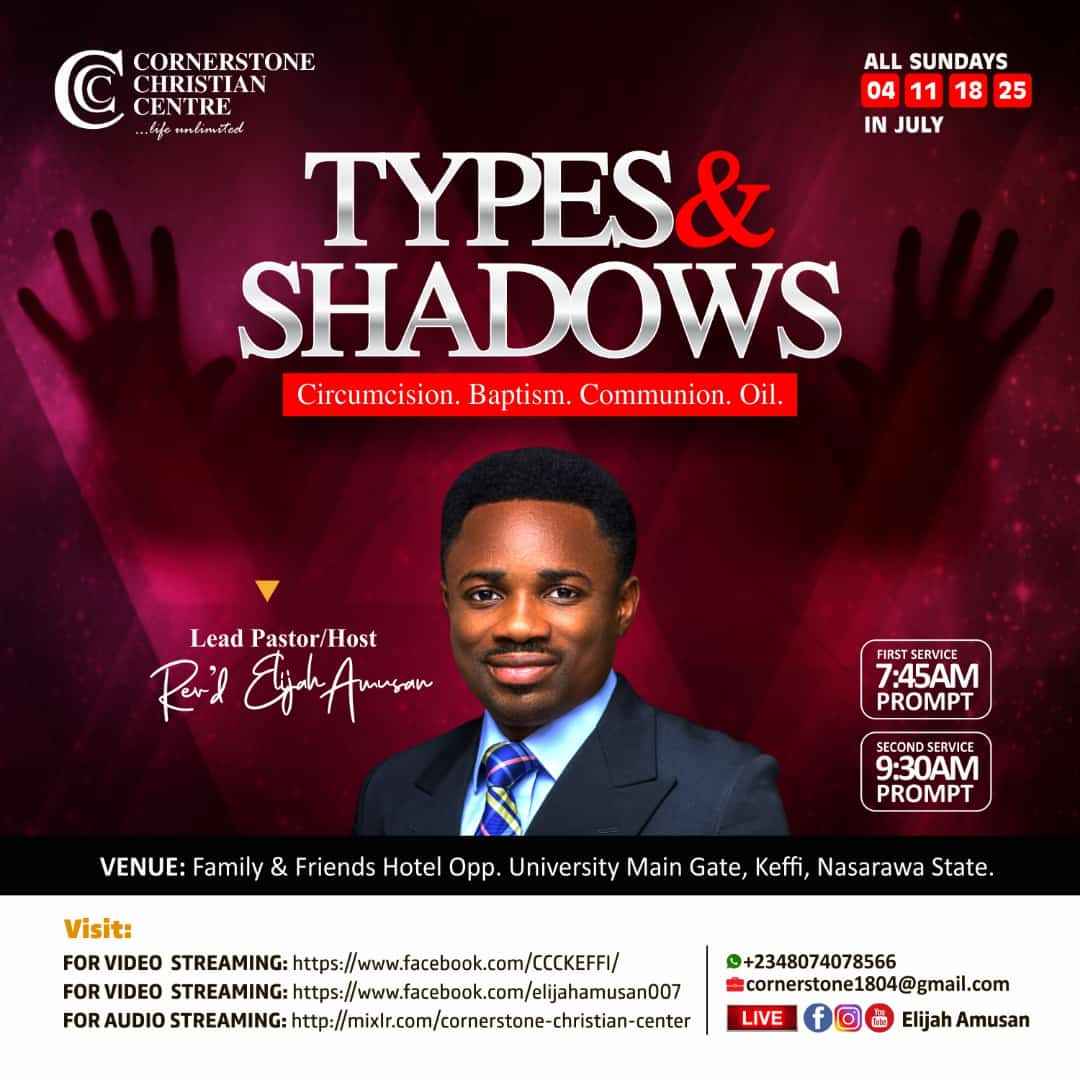 CORNERSTONE
CHRISTIAN
CENTRE
...life unlimited
ALL SUNDAYS
04 11 18 25
IN JULY
TYPES&
SHADOWS
Circumcision. Baptism. Communion. Oil.
Lead Pastor/Host
Rev'd Elijah Amusan
FIRST SERVICE
7:45AM
PROMPT
SECOND SERVICE
9:30AM
PROMPT
VENUE: Family & Friends Hotel Opp. University Main Gate, Keffi, Nasarawa State.
Visit:
FOR VIDEO STREAMING: https://www.facebook.com/CCCKEFFI/
FOR VIDEO STREAMING: https://www.facebook.com/elijahamusan007
FOR AUDIO STREAMING: http://mixlr.com/cornerstone-christian-center
+2348074078566
cornerstone1804@gmail.com
LIVE You Tube Elijah Amusan